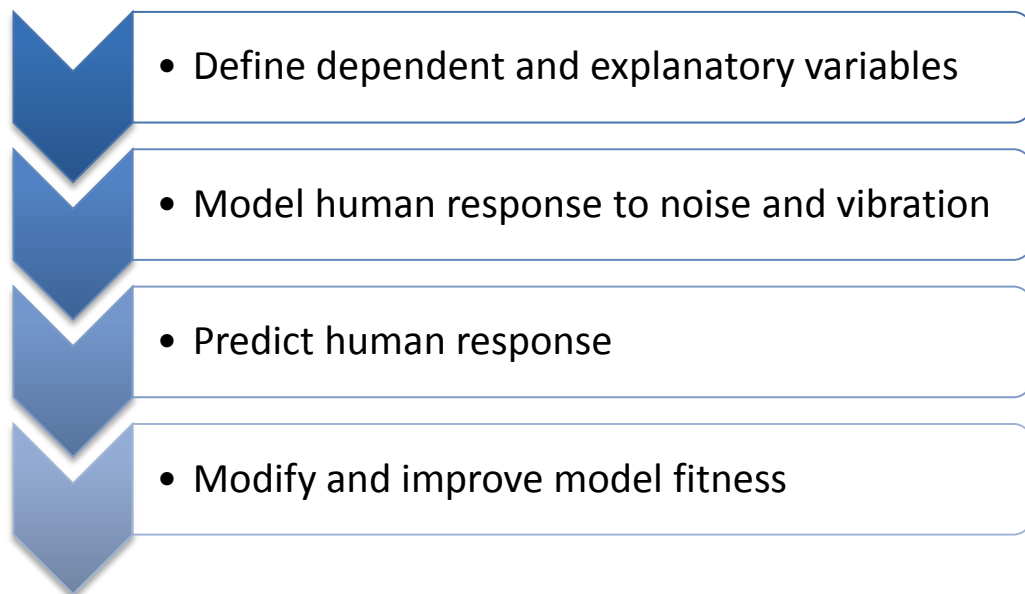 • Define dependent and explanatory variables
• Model human response to noise and vibration
• Predict human response
• Modify and improve model fitness